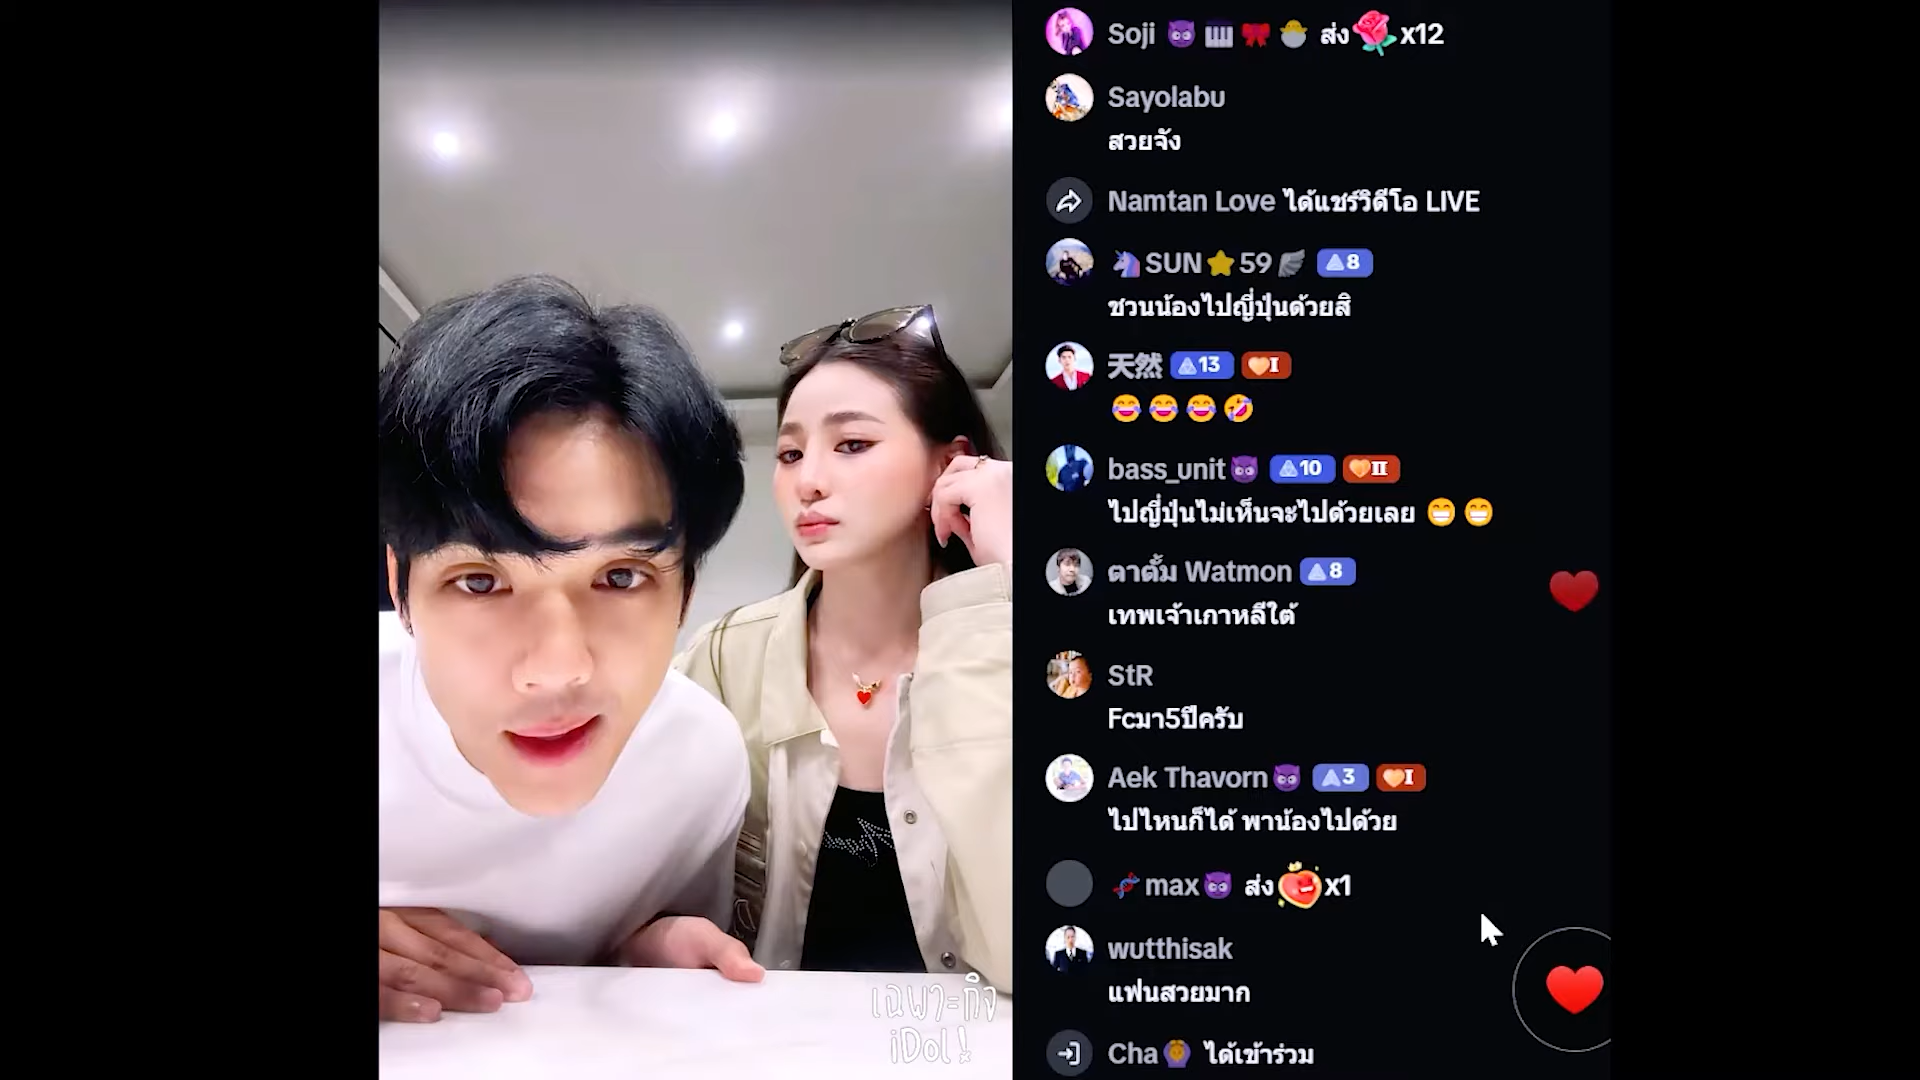 Soji ส่ง x12
Sayolabu
สวยจัง
Namtan Love ได้แชร์วิดีโอ LIVE
SUN 59 8
ชวนน้องไปญี่ปุ่นด้วยสิ
天然 13 I
bass_unit 10 II
ไปญี่ปุ่นไม่เห็นจะไปด้วยเลย
ตาตั้ม Watmon 8
เทพเจ้าเกาหลีใต้
StR
Fcมา5ปีครับ
Aek Thavorn 3 I
ไปไหนก็ได้ พาน้องไปด้วย
max ส่ง x1
wutthisak
แฟนสวยมาก
Cha ได้เข้าร่วม
เฉพาะกิจ
iDol!